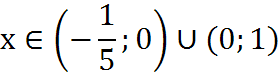 x ∈ (−1/5; 0) ∪ (0; 1)